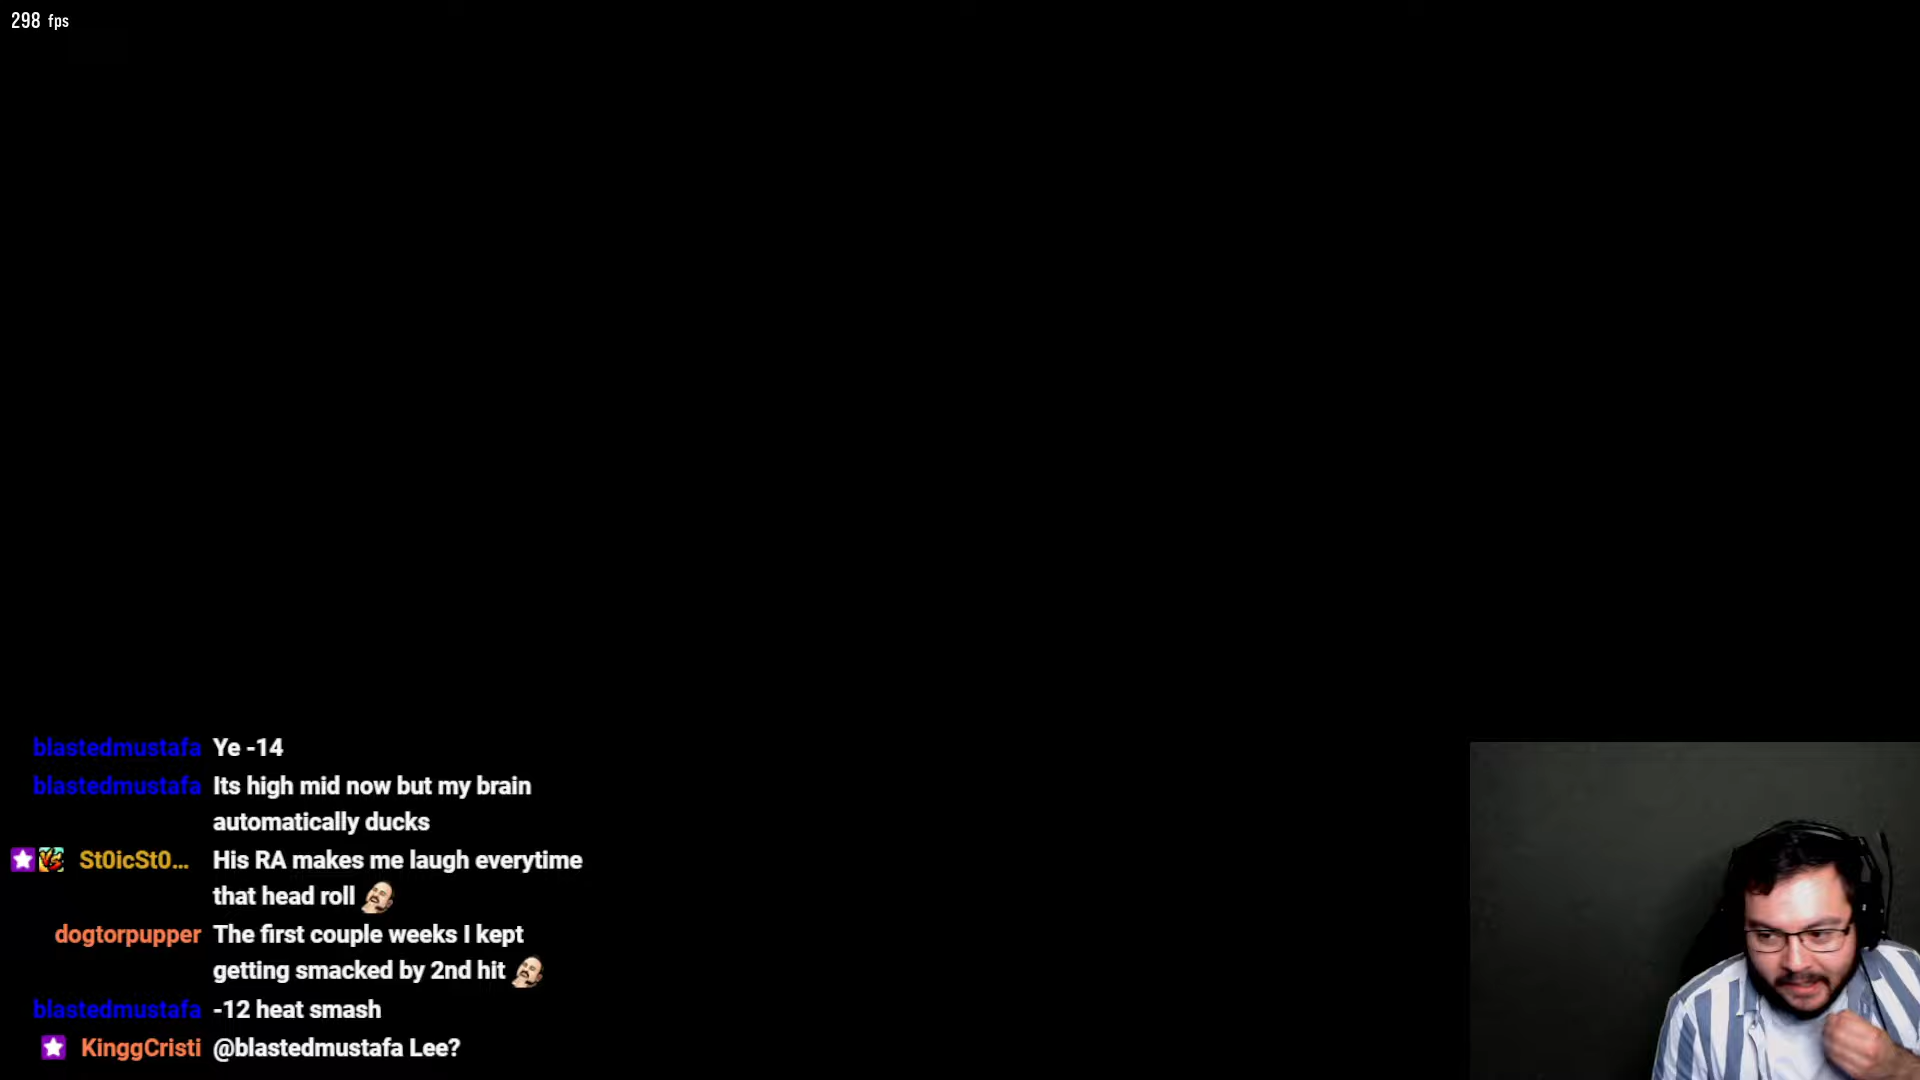 298 fps
blastedmustafa Ye -14
blastedmustafa Its high mid now but my brain
automatically ducks
St0icSt0... His RA makes me laugh everytime
that head roll
dogtorpupper The first couple weeks I kept
getting smacked by 2nd hit
blastedmustafa -12 heat smash
KinggCristi @blastedmustafa Lee?